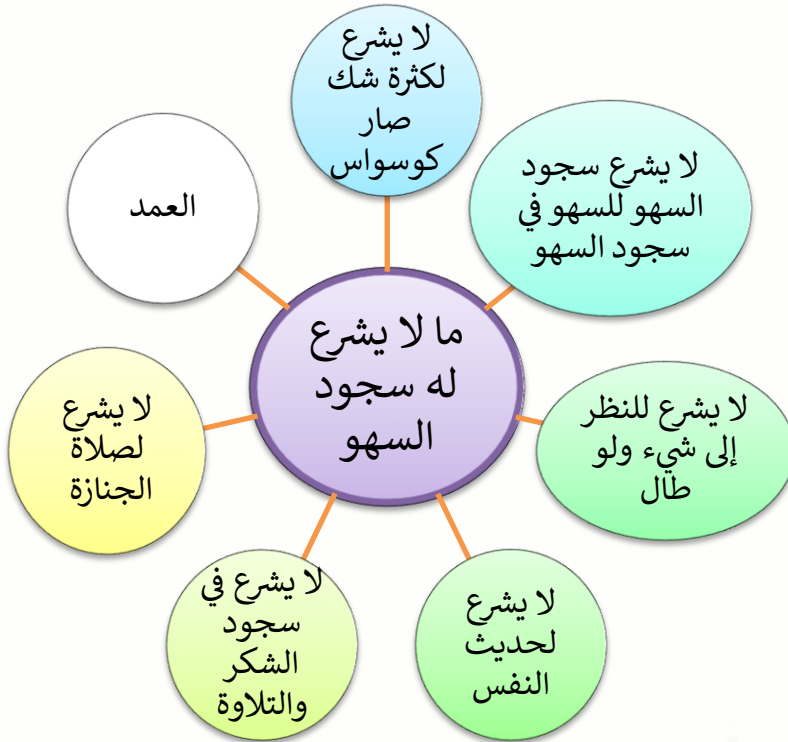 ما لا يشرع
له سجود
السهو
لا يشرع
لكثرة شك
صار
كوسواس
لا يشرع سجود
السهو للسهو في
سجود السهو
لا يشرع للنظر
إلى شيء ولو
طال
لا يشرع
لحديث
النفس
لا يشرع في
سجود
الشكر
والتلاوة
لا يشرع
لصلاة
الجنازة
العمد